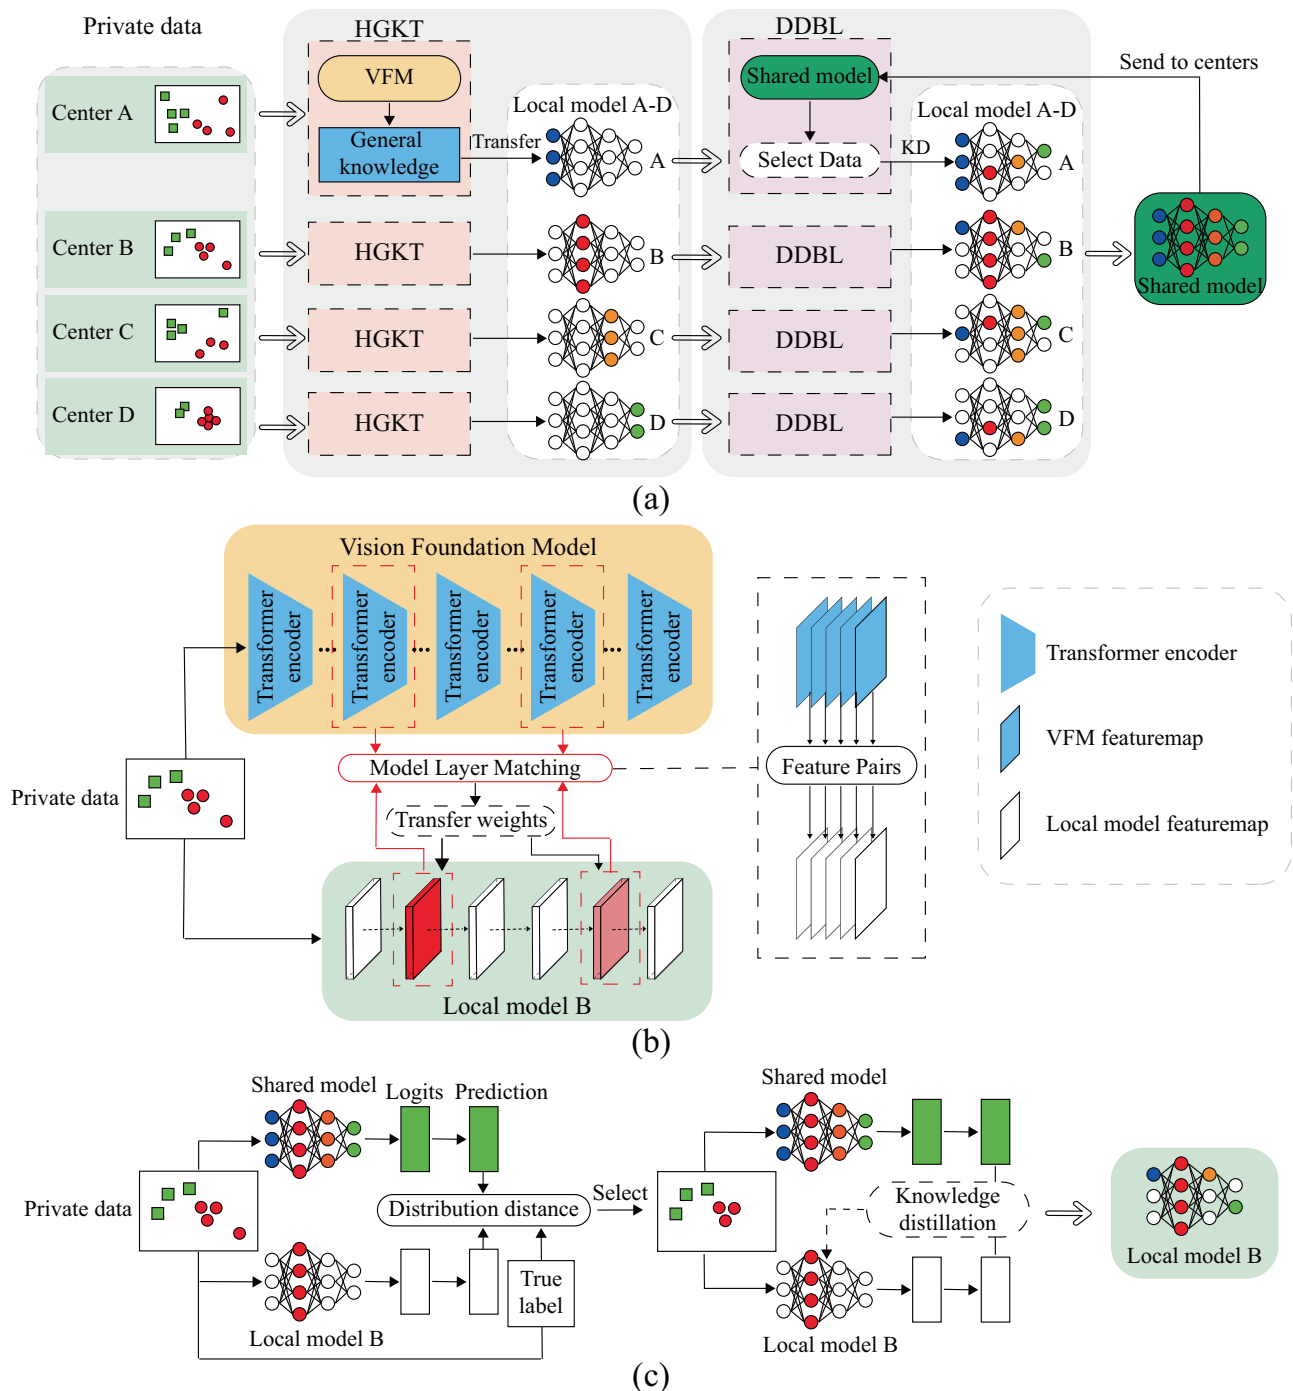 Private data
HGKT
DDBL
VFM
Shared model
Send to centers
Center A
Local model A-D
Local model A-D
General
knowledge
Transfer
A
Select Data
KD
A
Center B
HGKT
B
DDBL
B
Shared model
Center C
HGKT
C
DDBL
C
Center D
HGKT
D
DDBL
D
(a)
Vision Foundation Model
Transformer
encoder
Transformer
encoder
Transformer
encoder
Transformer
encoder
Transformer
encoder
Transformer encoder
VFM featuremap
Model Layer Matching
Feature Pairs
Private data
Transfer weights
Local model featuremap
Local model B
(b)
Shared model
Logits
Prediction
Shared model
Private data
Distribution distance
Select
Knowledge
distillation
True
label
Local model B
Local model B
Local model B
(c)